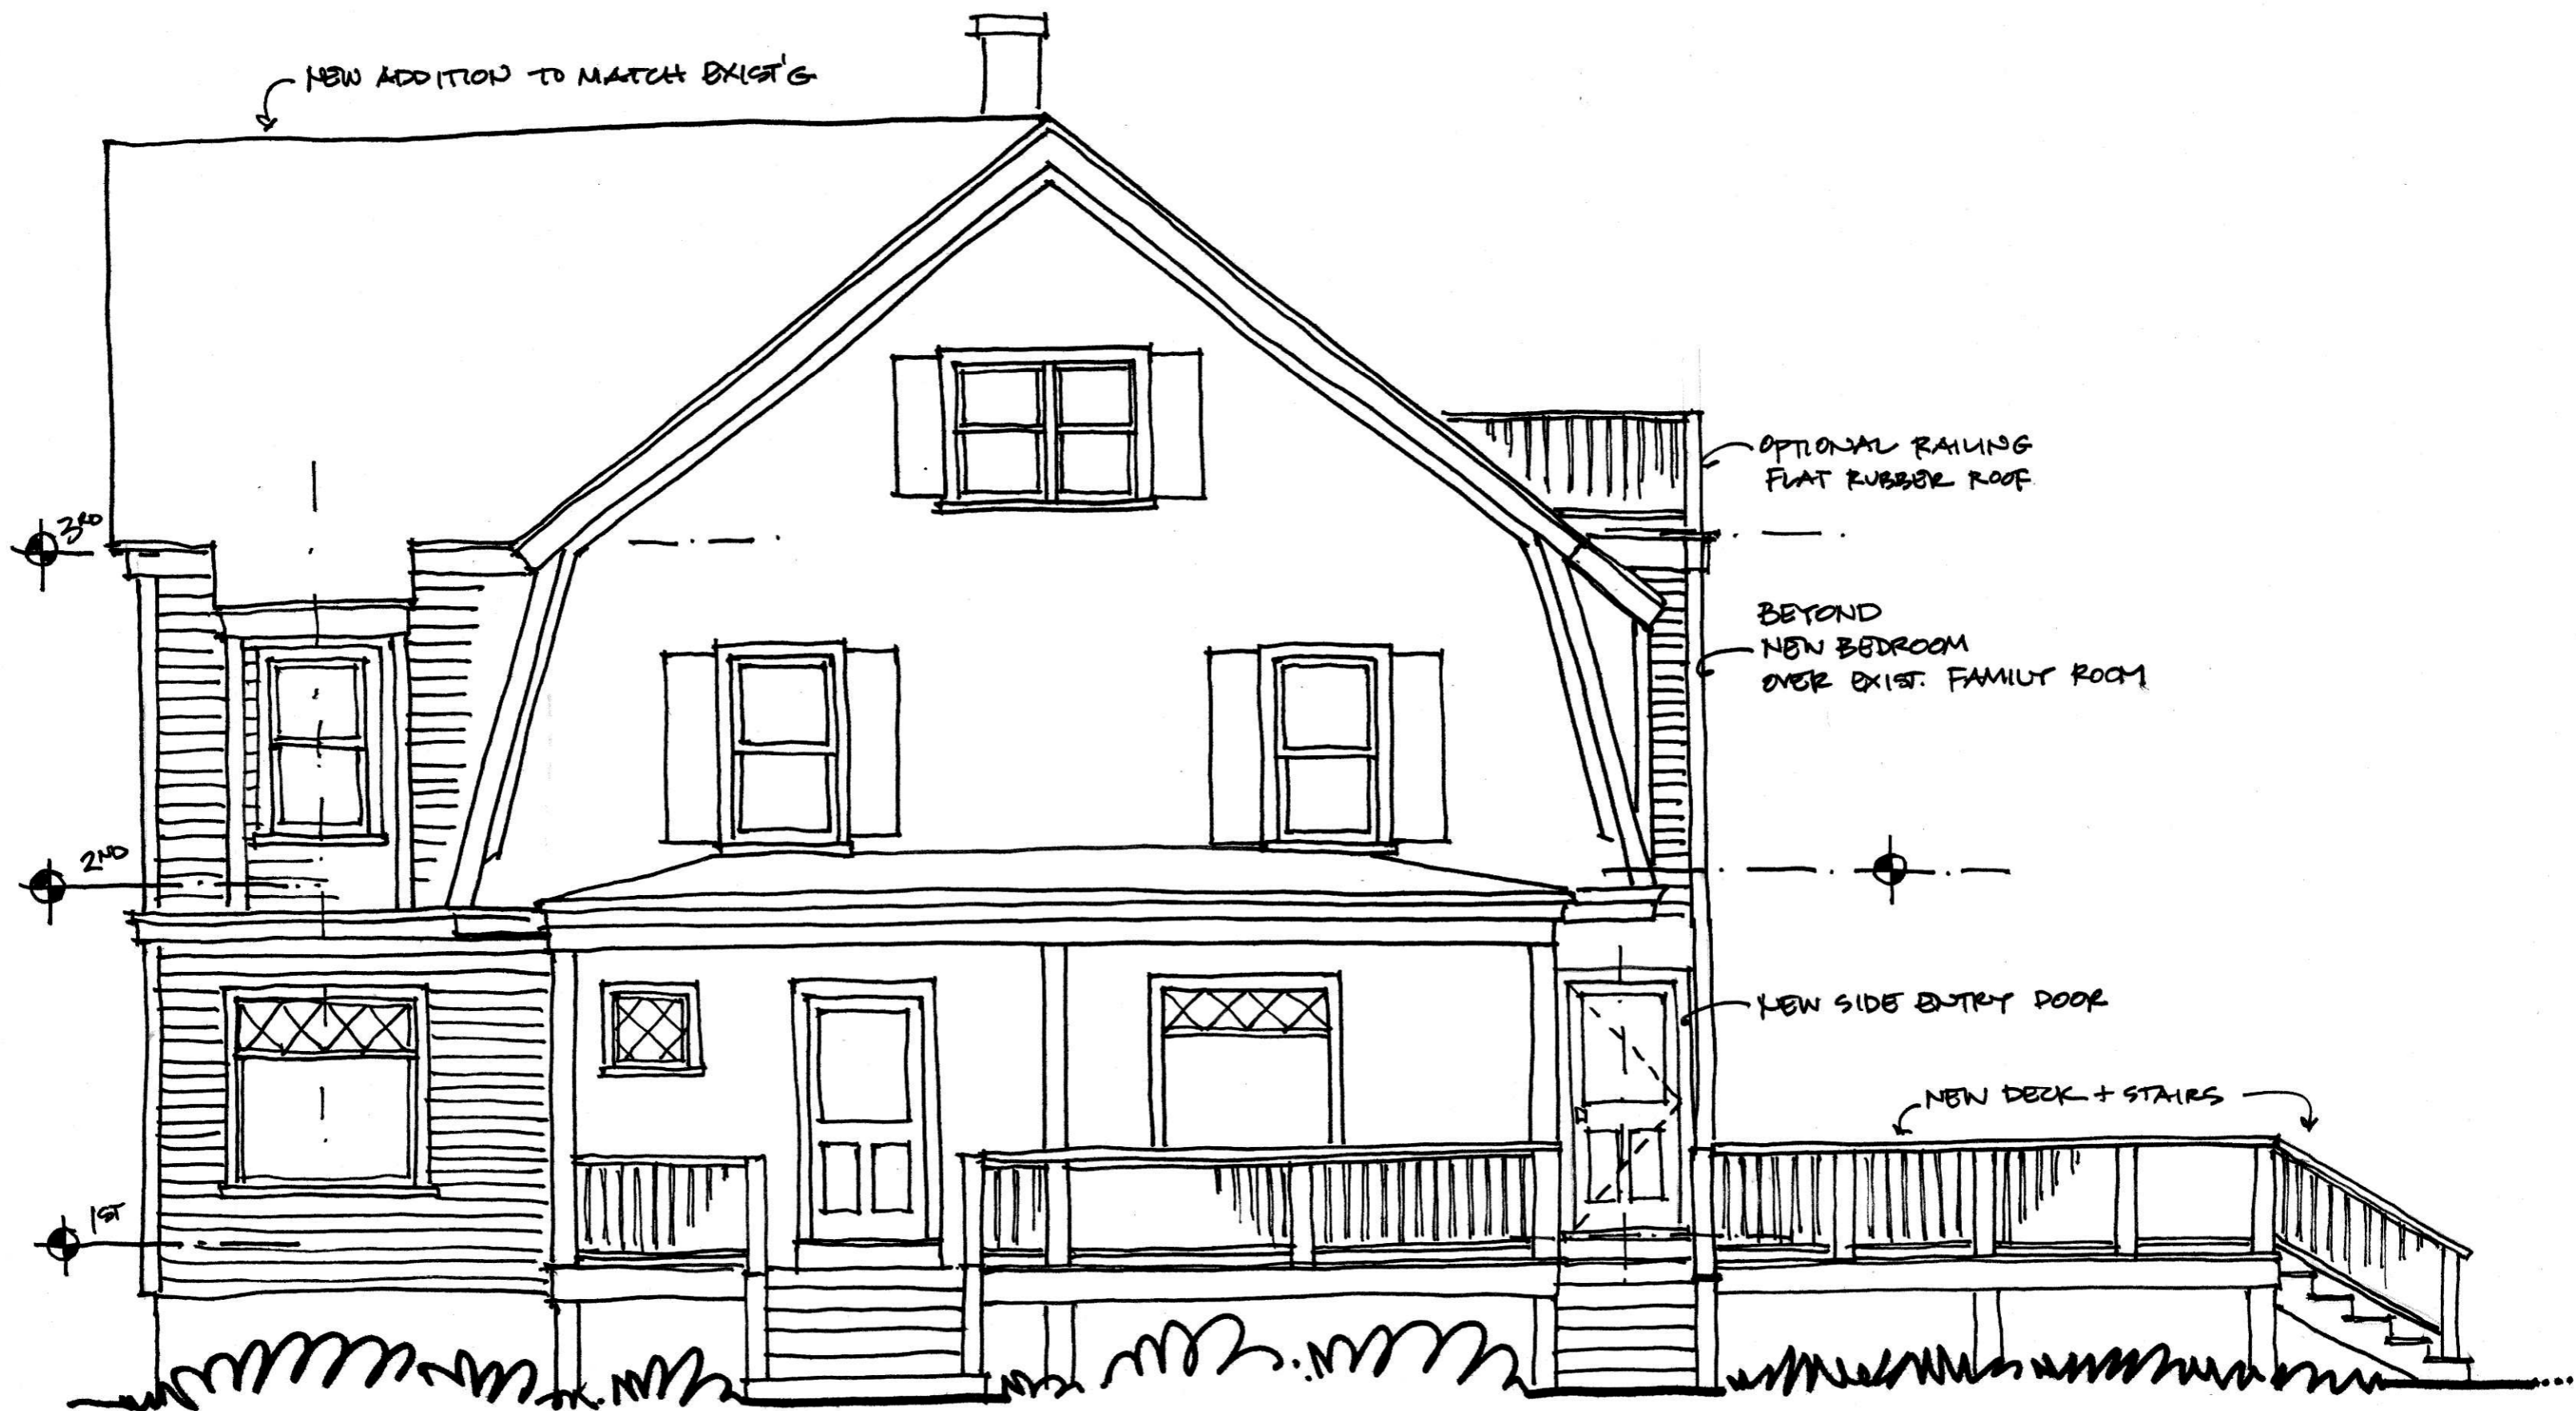 NEW ADDITION TO MATCH EXIST'G
OPTIONAL RAILING
FLAT RUBBER ROOF
3RD
BEYOND
NEW BEDROOM
OVER EXIST. FAMILY ROOM
2ND
NEW SIDE ENTRY DOOR
NEW DECK + STAIRS
1ST